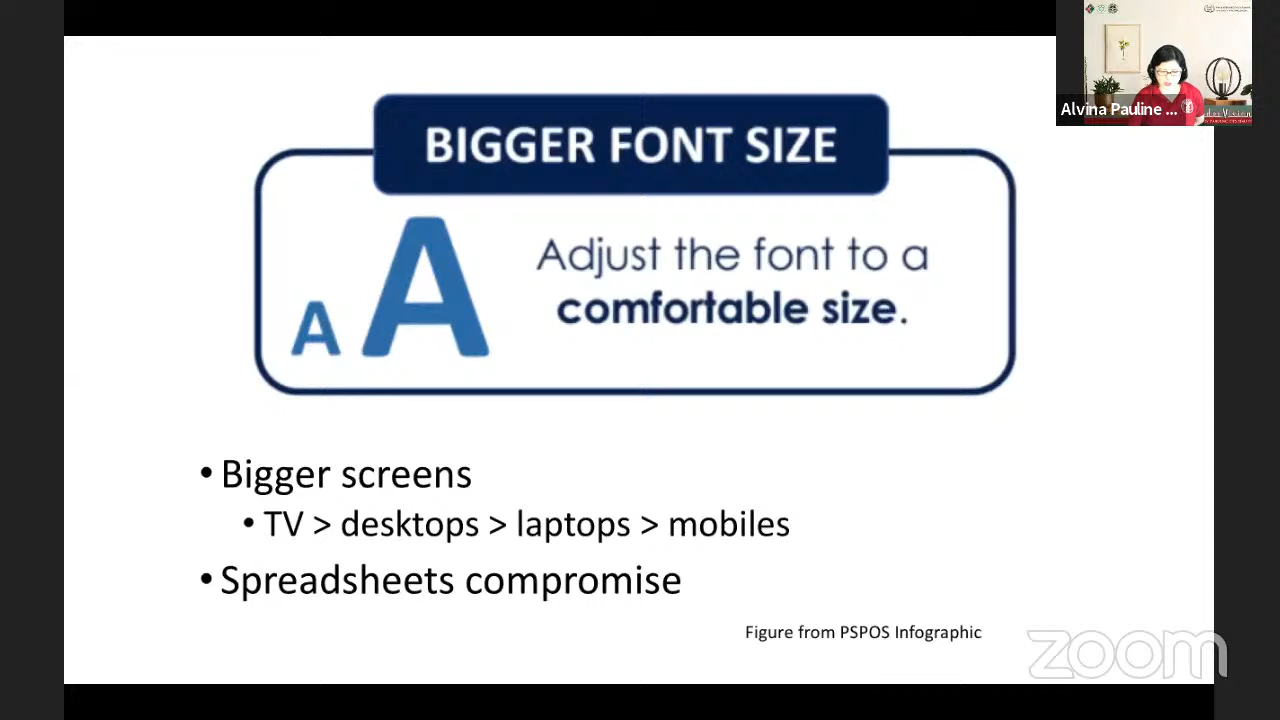 Alvina Pauline ...
BIGGER FONT SIZE
A A
Adjust the font to a
comfortable size.
• Bigger screens
• TV > desktops > laptops > mobiles
• Spreadsheets compromise
Figure from PSPOS Infographic
zoom